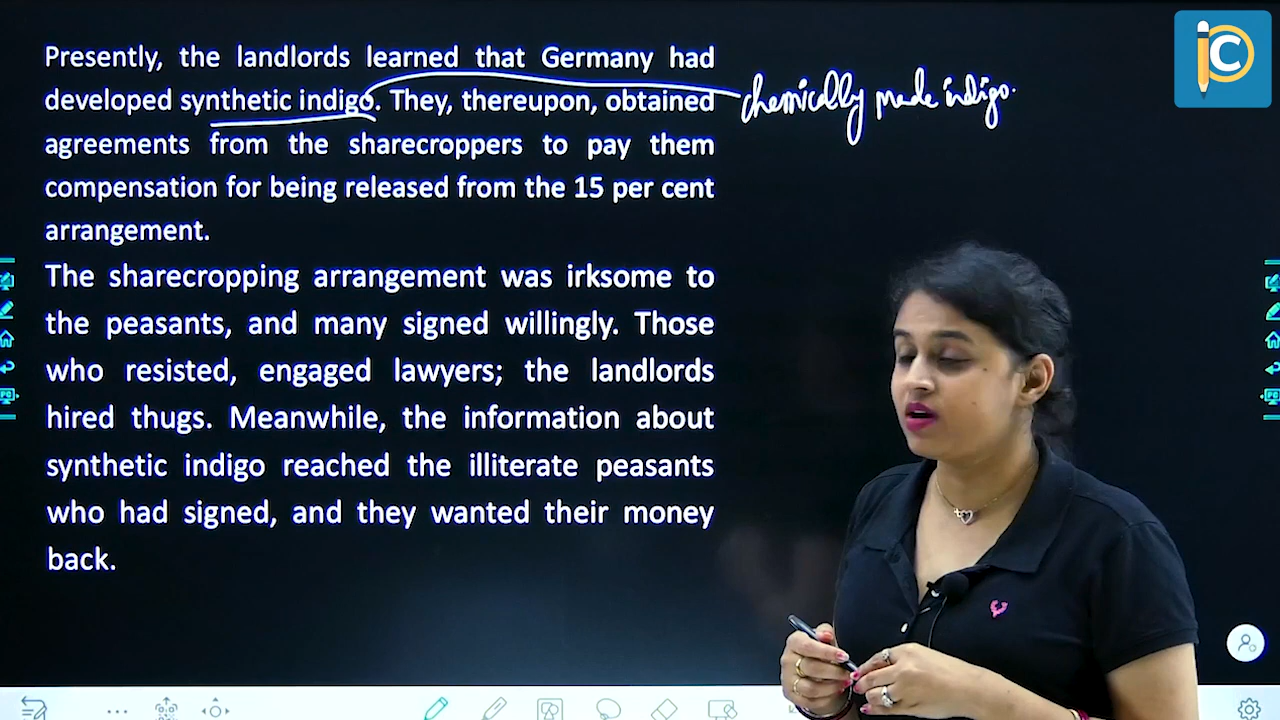 Presently, the landlords learned that Germany had
developed synthetic indigo. They, thereupon, obtained
chemically made indigo.
agreements from the sharecroppers to pay them
compensation for being released from the 15 per cent
arrangement.
The sharecropping arrangement was irksome to
the peasants, and many signed willingly. Those
who resisted, engaged lawyers; the landlords
hired thugs. Meanwhile, the information about
synthetic indigo reached the illiterate peasants
who had signed, and they wanted their money
back.
PC
PC